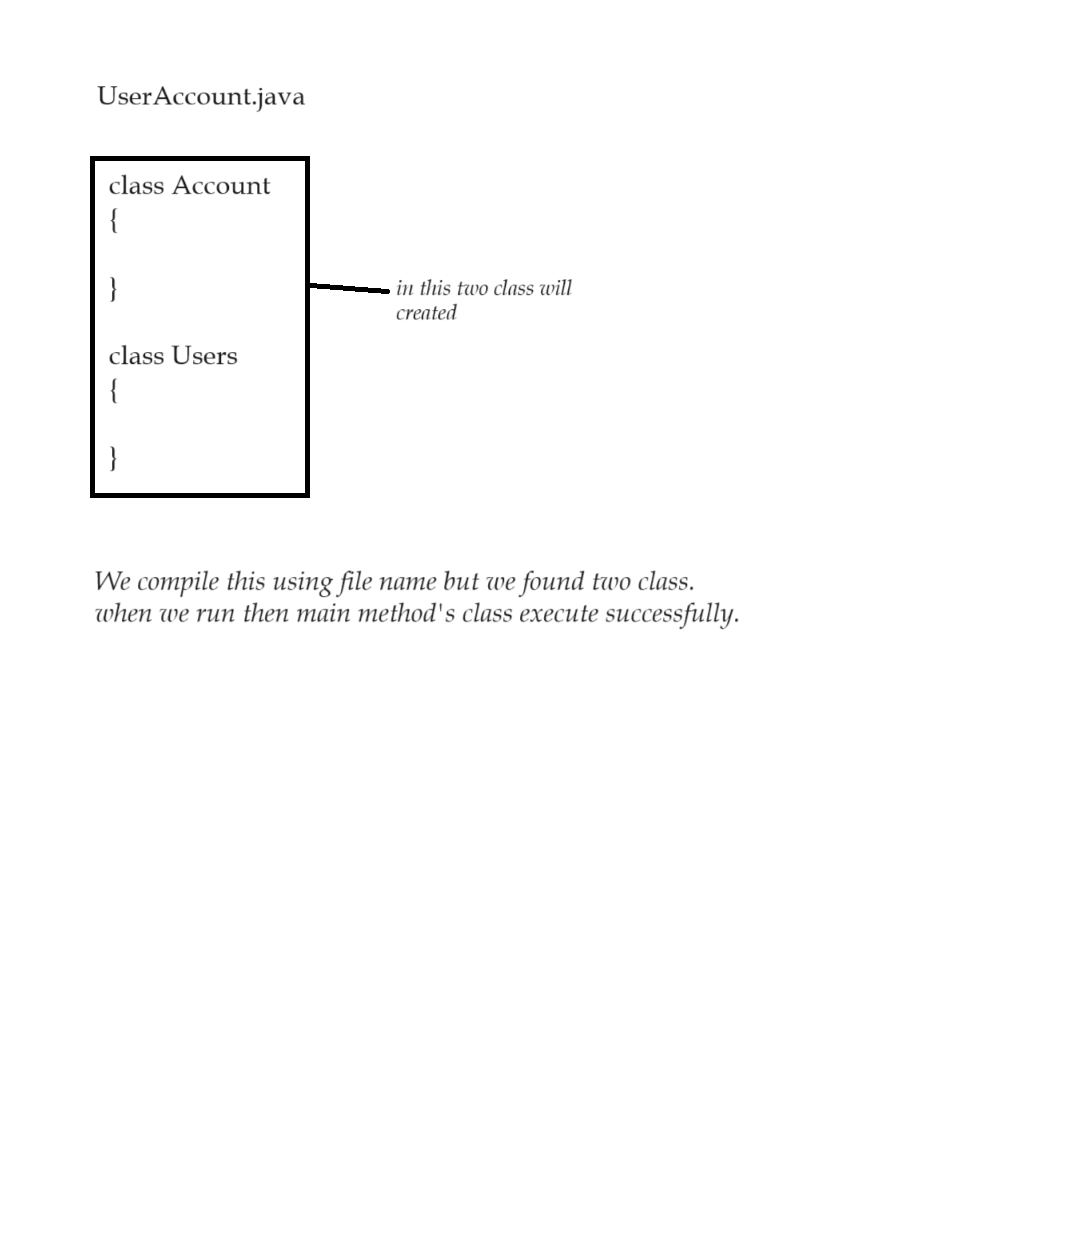 UserAccount.java
class Account
{
}
in this two class will
created
class Users
{
}
We compile this using file name but we found two class.
when we run then main method's class execute successfully.